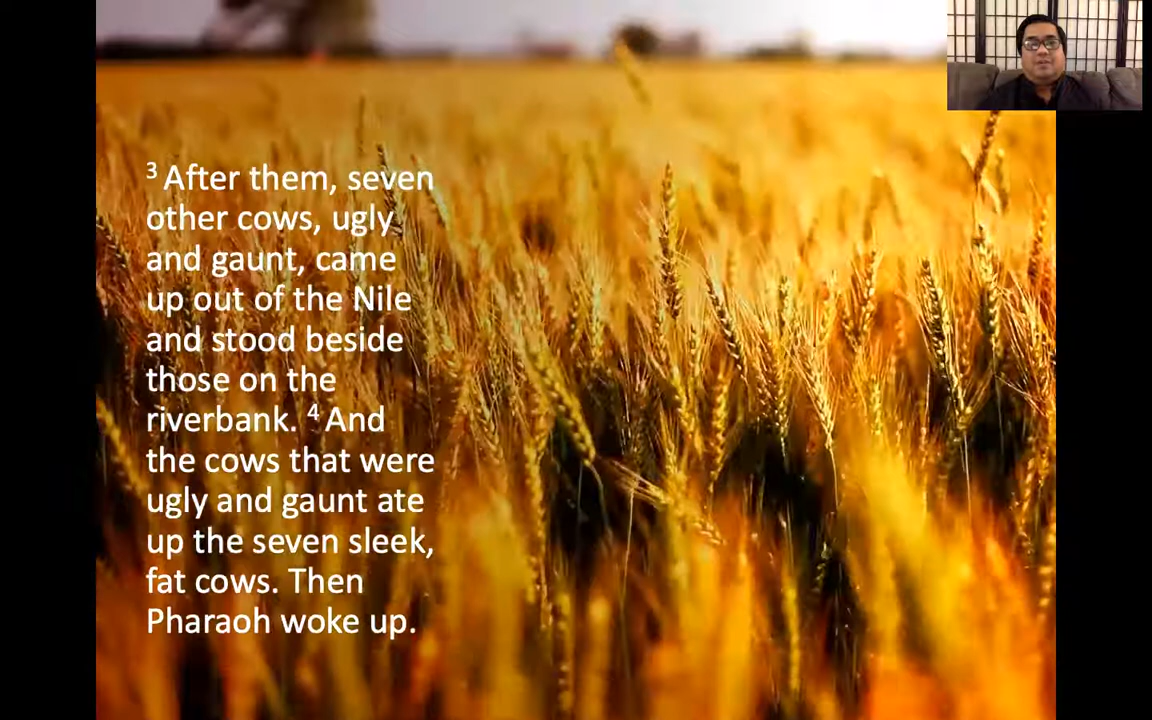 3 After them, seven
other cows, ugly
and gaunt, came
up out of the Nile
and stood beside
those on the
riverbank. 4 And
the cows that were
ugly and gaunt ate
up the seven sleek,
fat cows. Then
Pharaoh woke up.